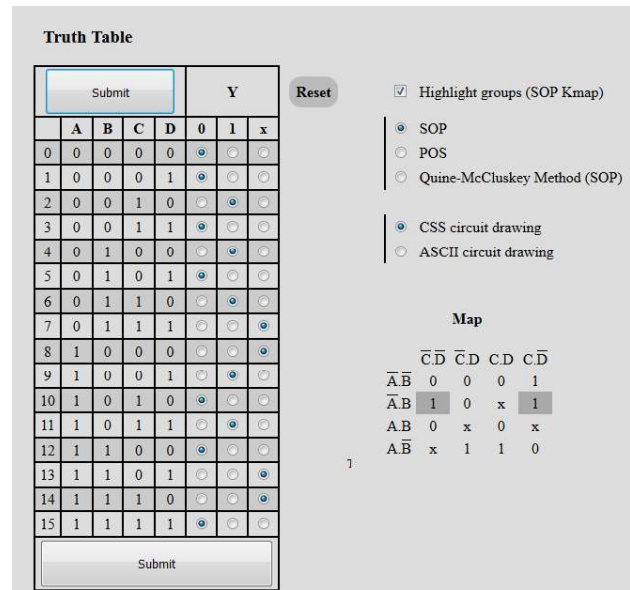 Truth Table
Submit Y Reset
A B C D 0 1 x
0 0 0 0 0
1 0 0 0 1
2 0 0 1 0
3 0 0 1 1
4 0 1 0 0
5 0 1 0 1
6 0 1 1 0
7 0 1 1 1
8 1 0 0 0
9 1 0 0 1
10 1 0 1 0
11 1 0 1 1
12 1 1 0 0
13 1 1 0 1
14 1 1 1 0
15 1 1 1 1
Submit
Highlight groups (SOP Kmap)
SOP
POS
Quine-McCluskey Method (SOP)
CSS circuit drawing
ASCII circuit drawing
Map
C̅.D̅ C̅.D C.D C.D̅
A̅.B̅ 0 0 0 1
A̅.B 1 0 x 1
A.B 0 x 0 x
A.B̅ x 1 1 0